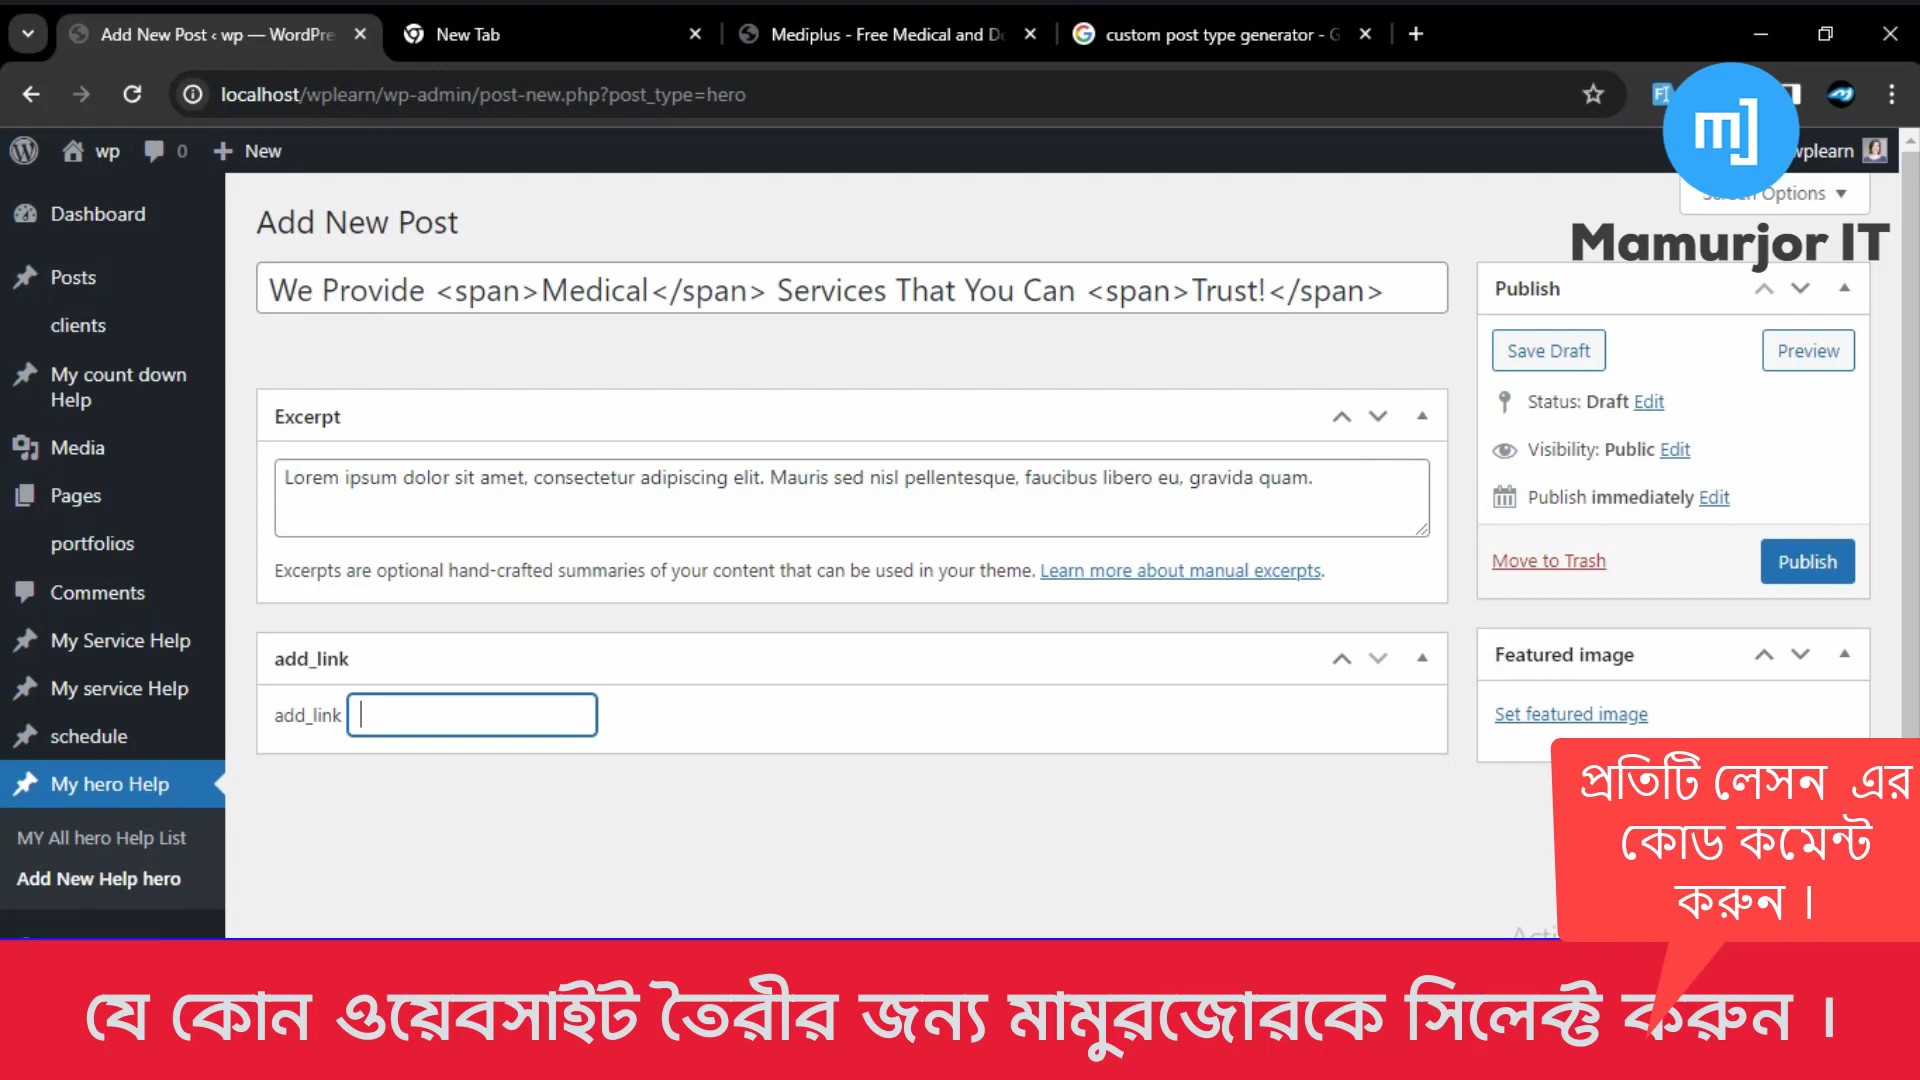 Add New Post ‹ wp — WordPre
New Tab
Mediplus - Free Medical and Do
custom post type generator - G
localhost/wplearn/wp-admin/post-new.php?post_type=hero
wp
0
New
wplearn
Screen Options
mj
Mamurjor IT
Dashboard
Posts
clients
My count down
Help
Media
Pages
portfolios
Comments
My Service Help
My service Help
schedule
My hero Help
MY All hero Help List
Add New Help hero
Add New Post
We Provide <span>Medical</span> Services That You Can <span>Trust!</span>
Excerpt
Lorem ipsum dolor sit amet, consectetur adipiscing elit. Mauris sed nisl pellentesque, faucibus libero eu, gravida quam.
Excerpts are optional hand-crafted summaries of your content that can be used in your theme. Learn more about manual excerpts.
add_link
add_link
Publish
Save Draft
Preview
Status: Draft Edit
Visibility: Public Edit
Publish immediately Edit
Move to Trash
Publish
Featured image
Set featured image
প্রতিটি লেসন এর
কোড কমেন্ট
করুন ।
যে কোন ওয়েবসাইট তৈরীর জন্য মামুরজোরকে সিলেক্ট করুন ।